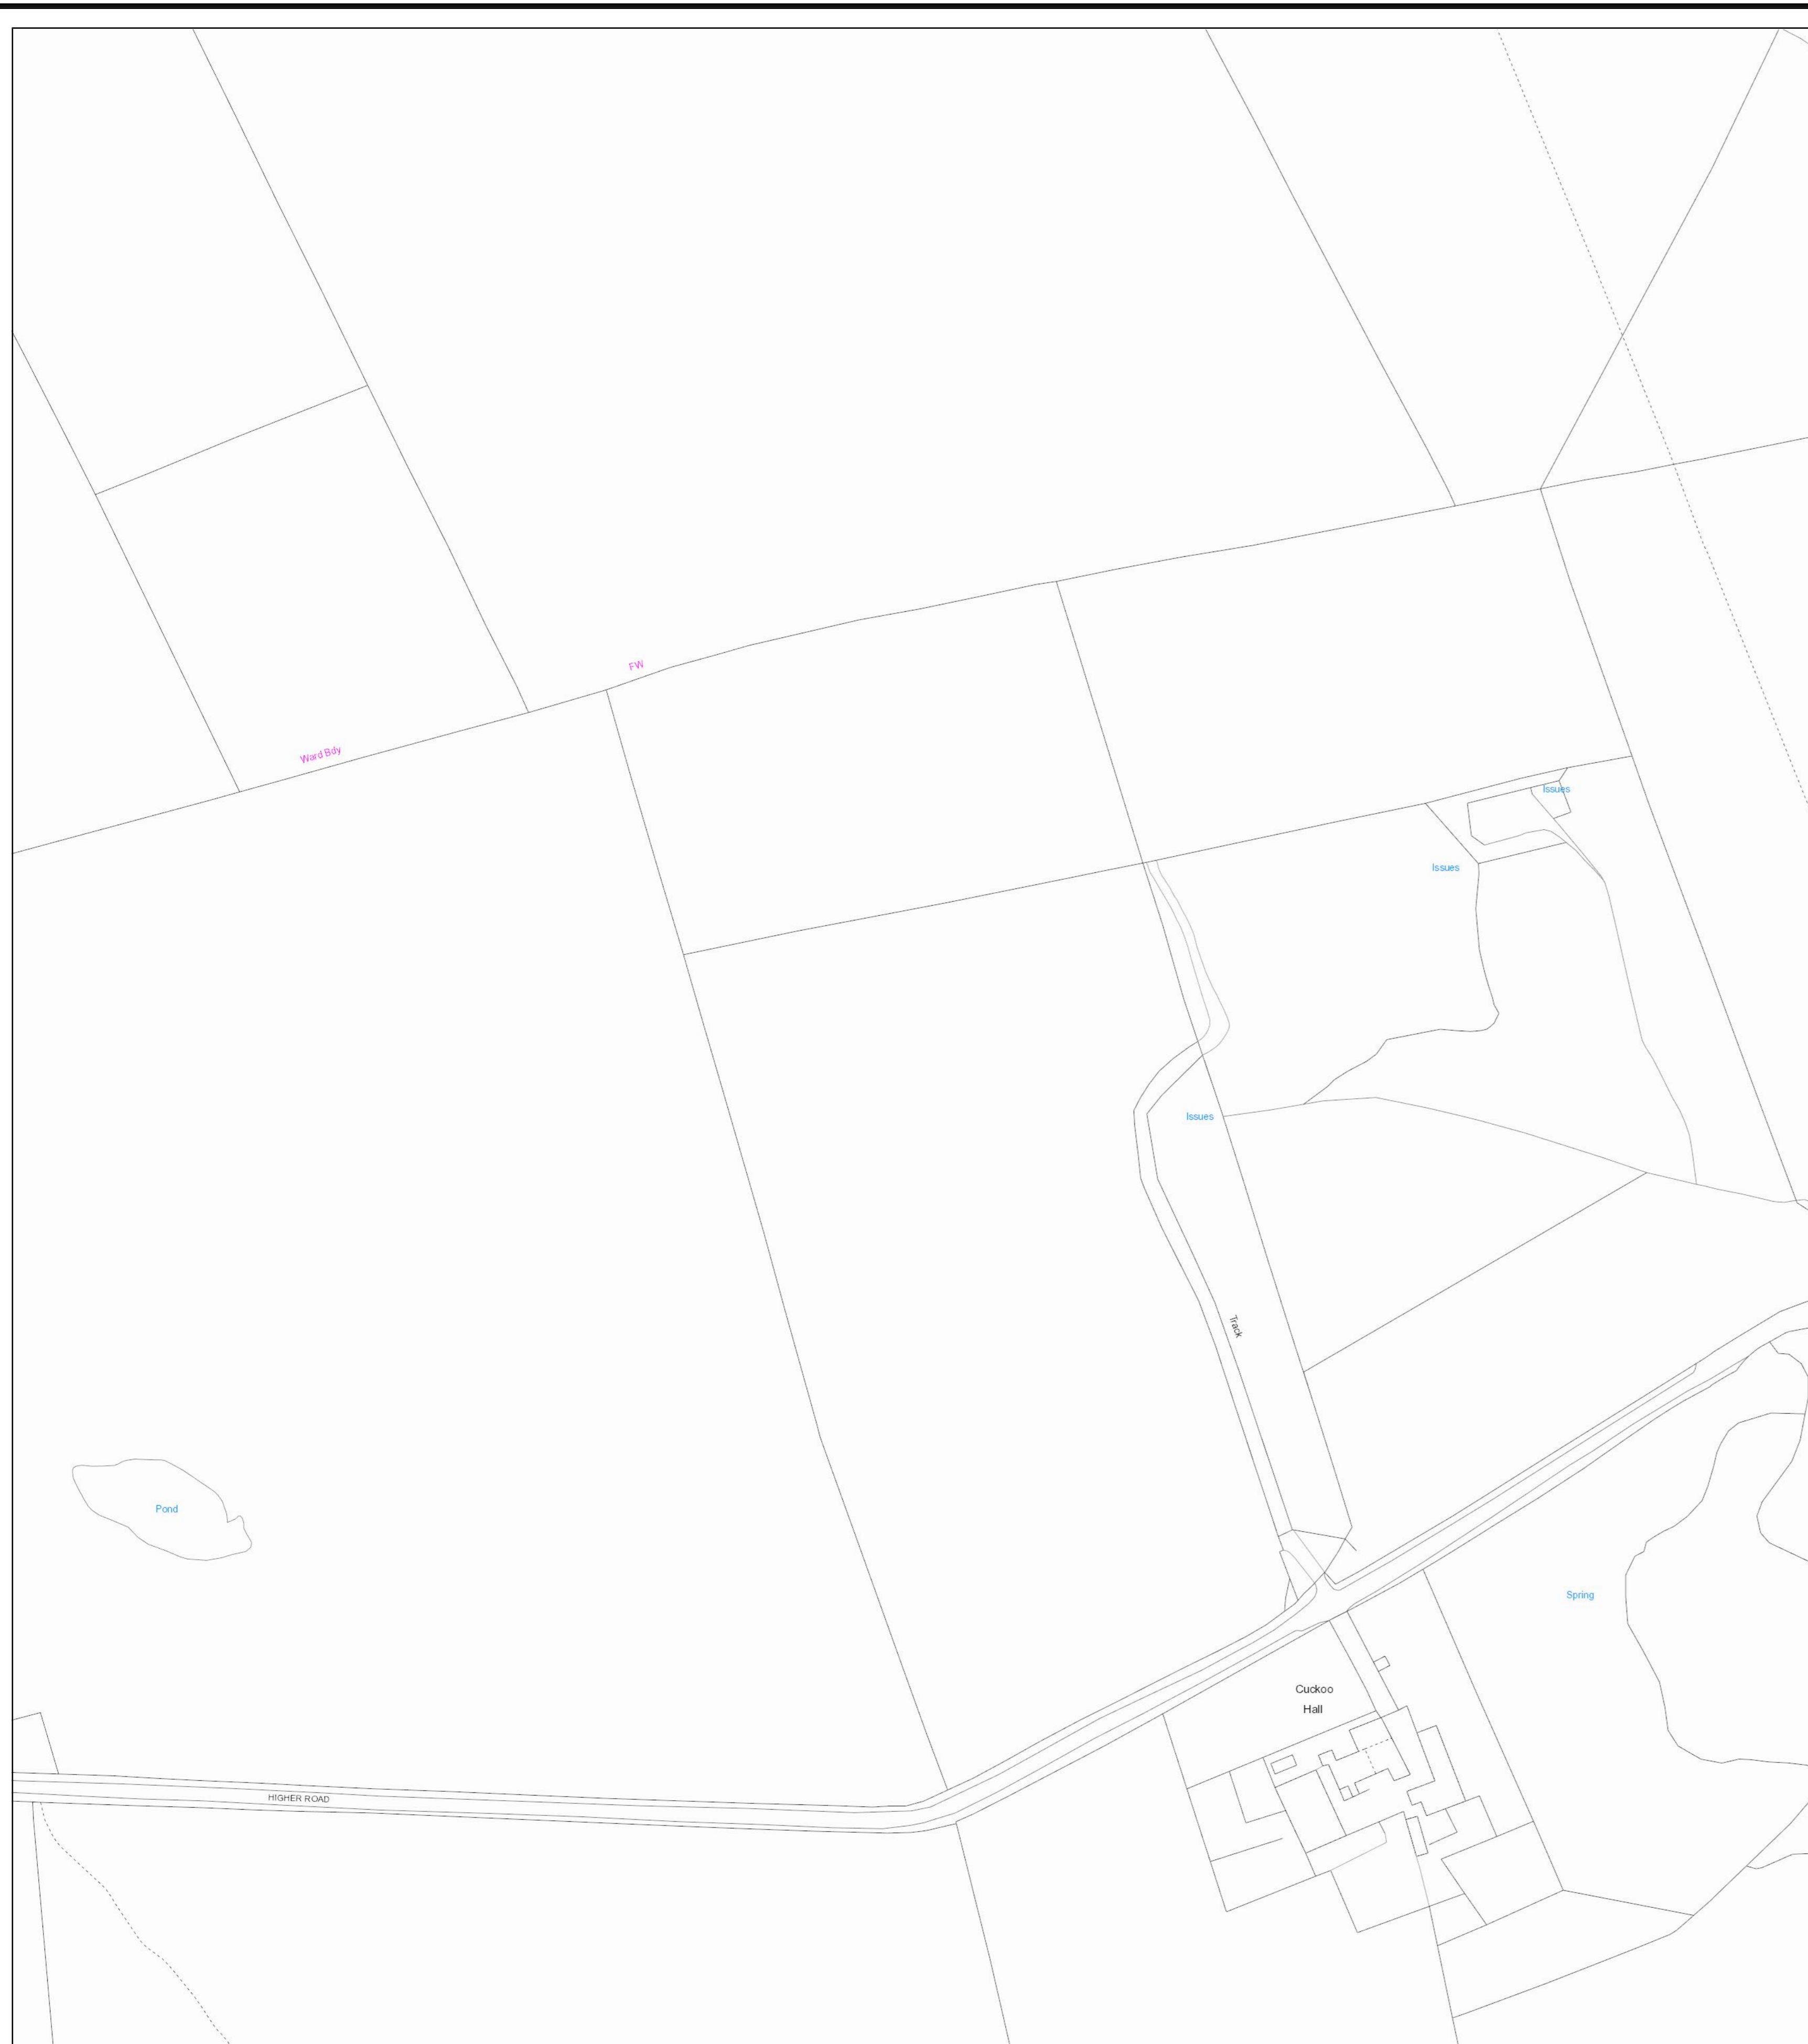 FW
Ward Bdy
Issues
Issues
Issues
Track
Pond
Spring
Cuckoo
Hall
HIGHER ROAD